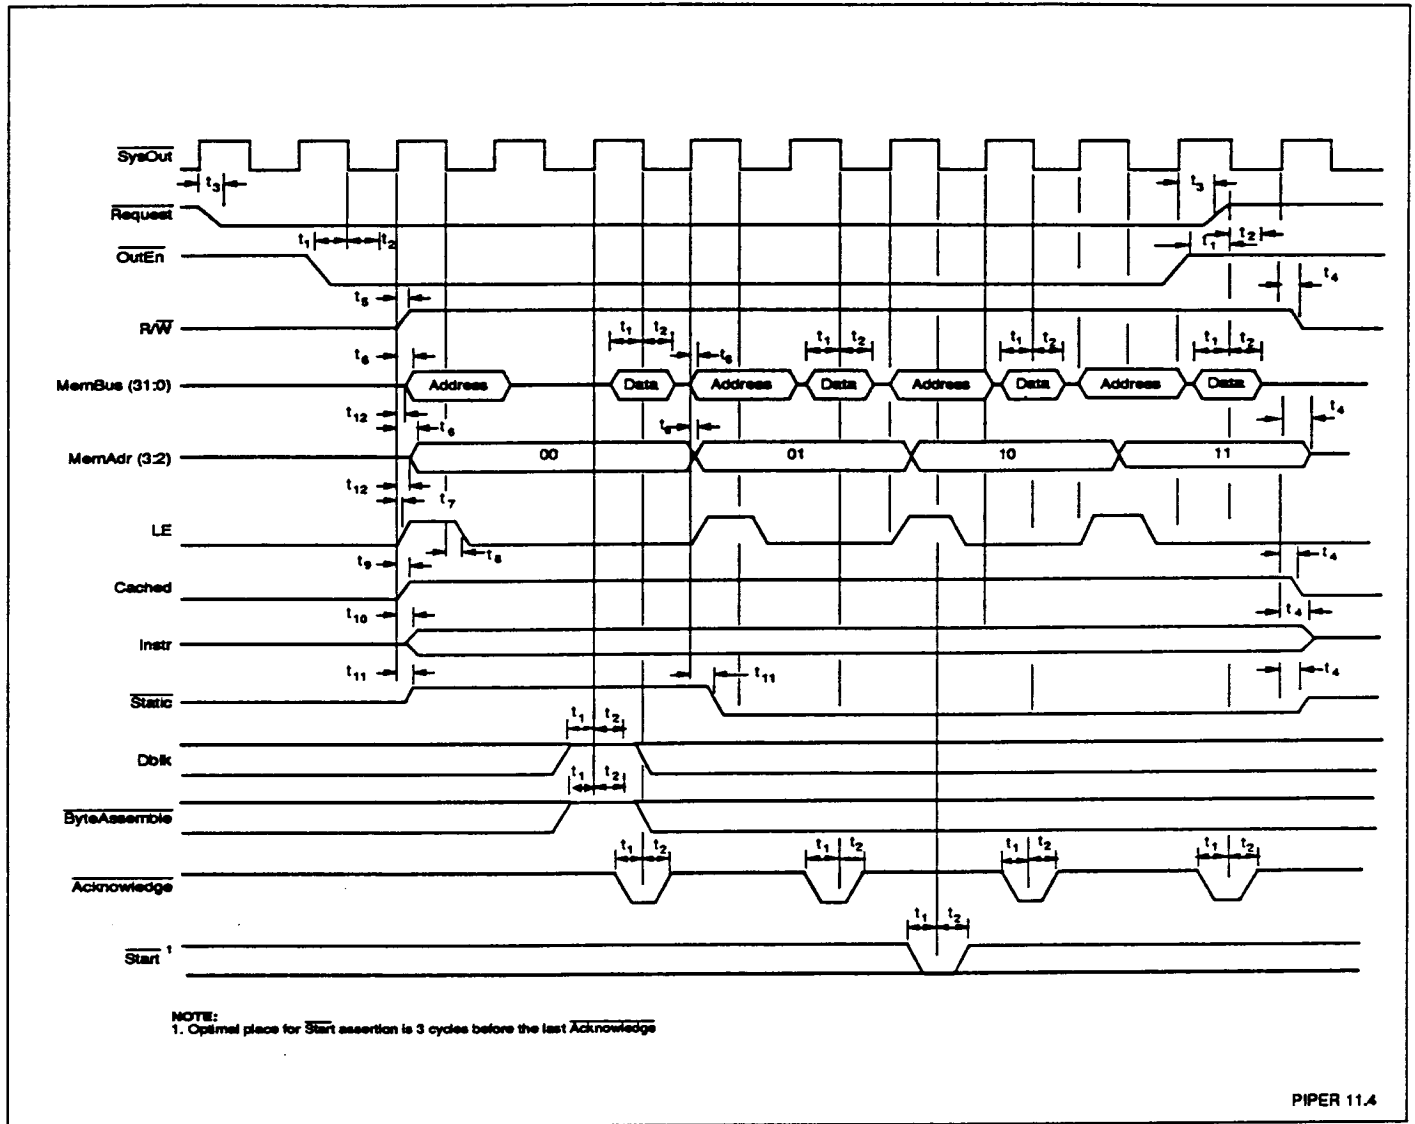 SysOut
t3
t3
Request
t1 t2
t1 t2
OutEn
t4
t5
R/W
t1 t2
t1 t2
t1 t2
t1 t2
t6
t6
MemBus (31:0)
Address
Data
Address
Data
Address
Data
Address
Data
t12
t6
t6
t4
MemAdr (3:2)
00
01
10
11
t12
t7
LE
t8
t9
t4
Cached
t10
t4
Instr
t11
t11
t4
Static
t1 t2
Dblk
t1 t2
ByteAssemble
t1 t2
t1 t2
t1 t2
t1 t2
Acknowledge
t1 t2
Start 1
NOTE:
1. Optimal place for Start assertion is 3 cycles before the last Acknowledge
PIPER 11.4